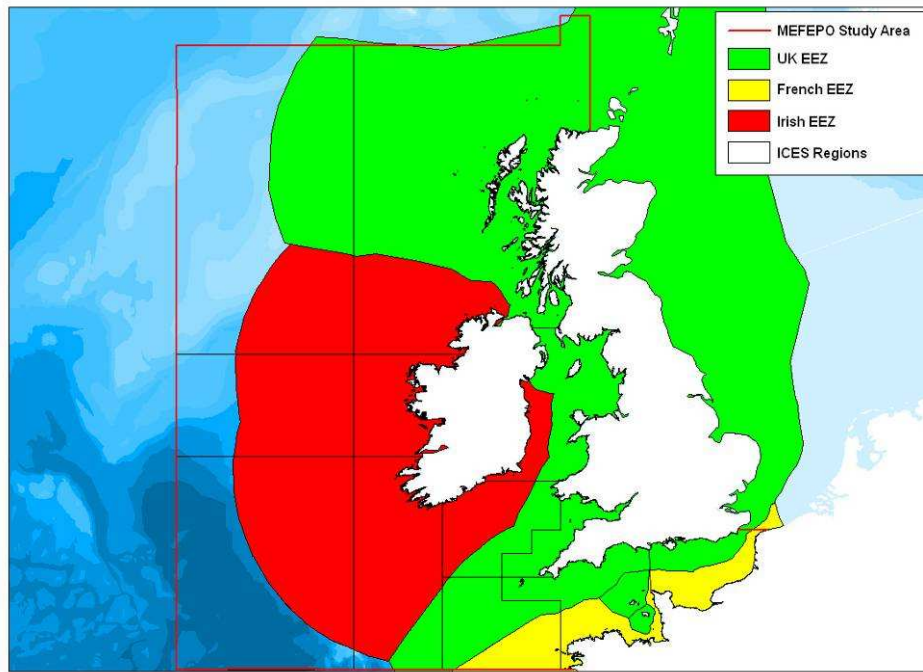 MEFEPO Study Area
UK EEZ
French EEZ
Irish EEZ
ICES Regions